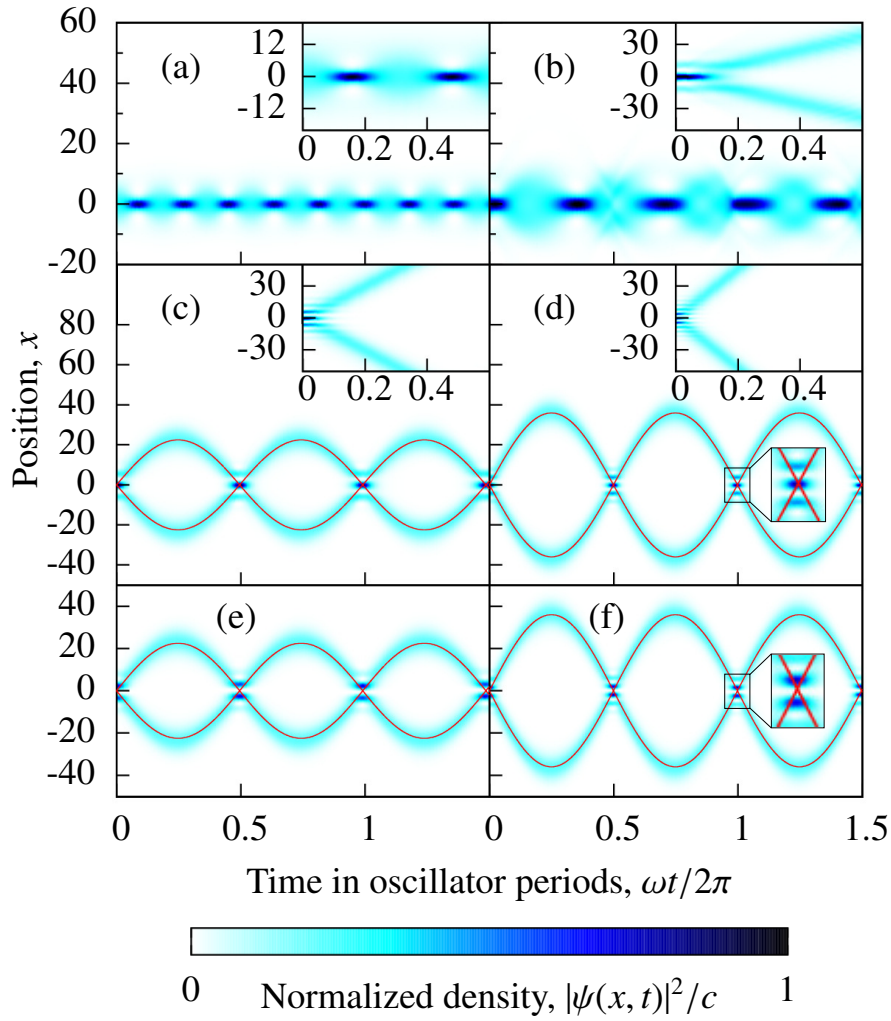 60
40
20
0
-20
(a)
12
0
-12
0 0.2 0.4
(b)
30
0
-30
0 0.2 0.4
80
60
40
20
0
-20
-40
(c)
30
0
-30
0 0.2 0.4
(d)
30
0
-30
0 0.2 0.4
Position, x
40
20
0
-20
-40
(e)
(f)
0 0.5 1 0 0.5 1 1.5
Time in oscillator periods, ωt/2π
0 1
Normalized density, |ψ(x, t)|²/c